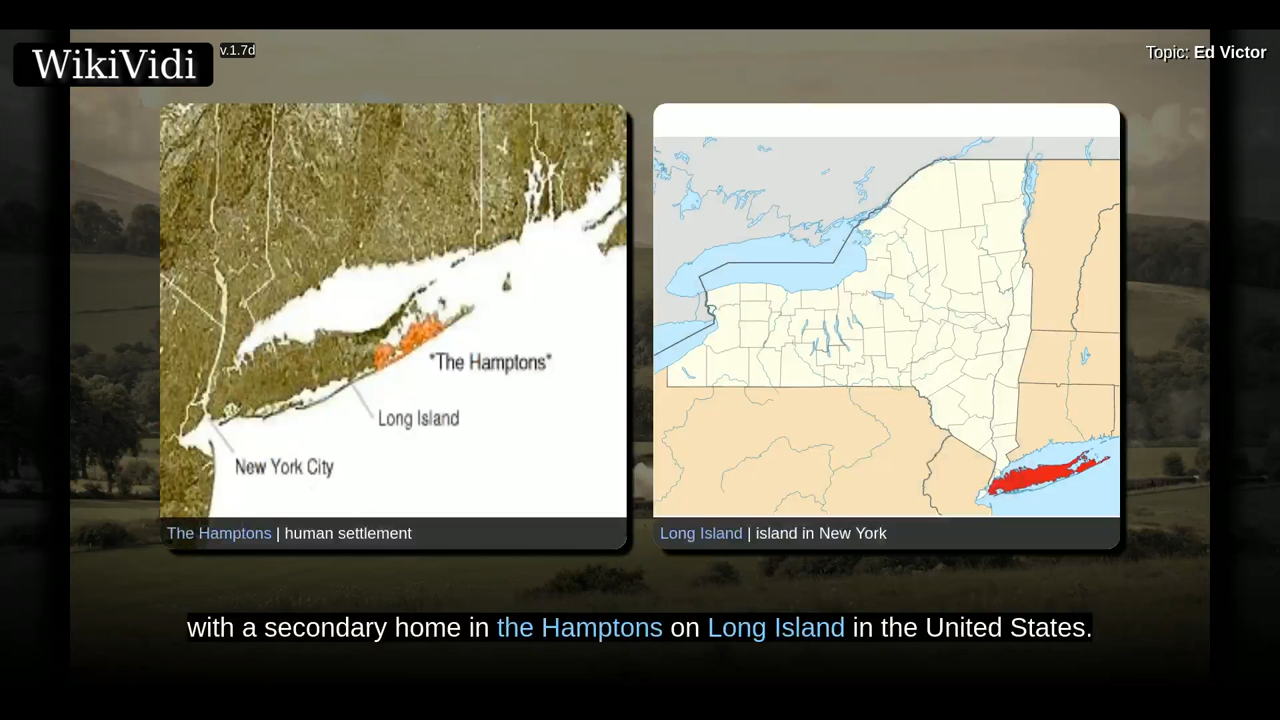 WikiVidi
v.1.7d
Topic: Ed Victor
"The Hamptons"
Long Island
New York City
The Hamptons | human settlement
Long Island | island in New York
with a secondary home in the Hamptons on Long Island in the United States.